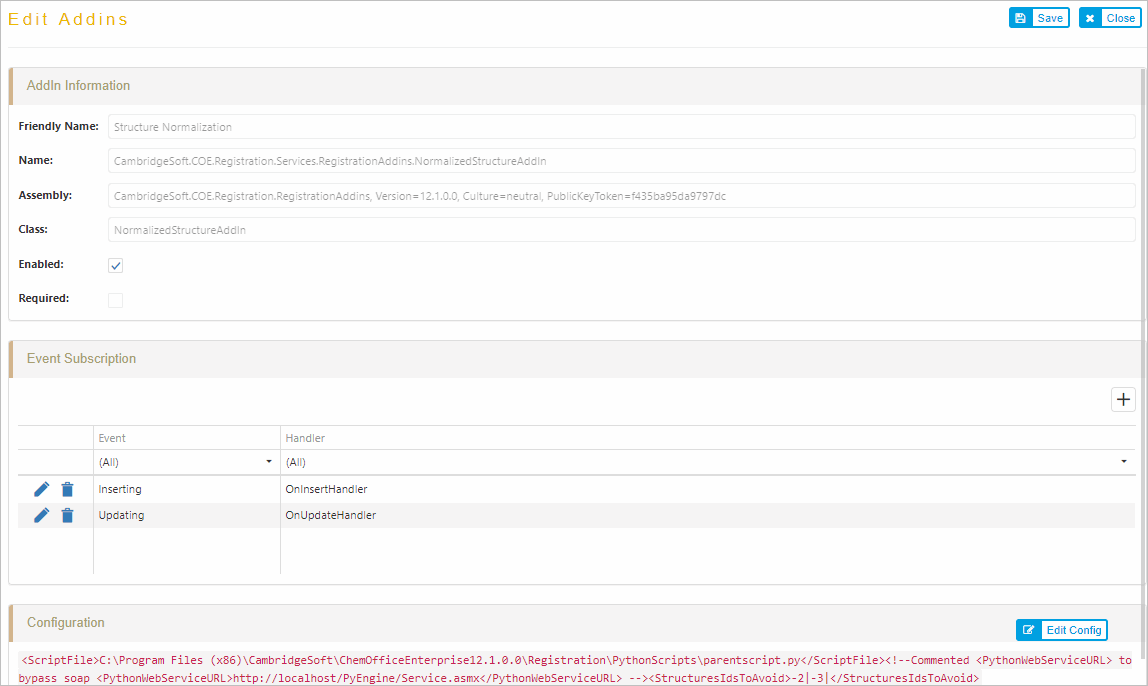 Edit Addins
Save
Close
AddIn Information
Friendly Name: Structure Normalization
Name: CambridgeSoft.COE.Registration.Services.RegistrationAddins.NormalizedStructureAddIn
Assembly: CambridgeSoft.COE.Registration.RegistrationAddins, Version=12.1.0.0, Culture=neutral, PublicKeyToken=f435ba95da9797dc
Class: NormalizedStructureAddIn
Enabled:
Required:
Event Subscription
Event Handler
(All) (All)
Inserting OnInsertHandler
Updating OnUpdateHandler
Configuration
Edit Config
<ScriptFile>C:\Program Files (x86)\CambridgeSoft\ChemOfficeEnterprise12.1.0.0\Registration\PythonScripts\parentscript.py</ScriptFile><!--Commented <PythonWebServiceURL> to
bypass soap <PythonWebServiceURL>http://localhost/PyEngine/Service.asmx</PythonWebServiceURL> --><StructuresIdsToAvoid>-2|-3|</StructuresIdsToAvoid>